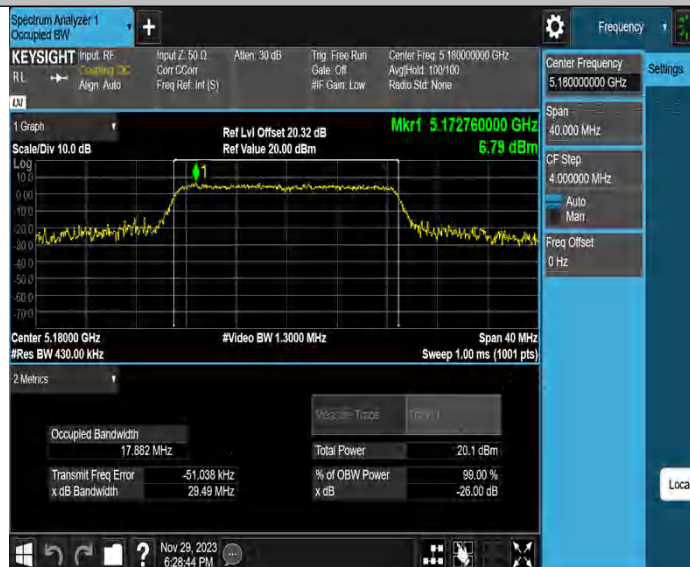 Spectrum Analyzer 1
Occupied BW
Frequency
KEYSIGHT
Input: RF
Coupling: DC
Align: Auto
Input Z: 50 Ω
Corr CCorr
Freq Ref: Int (S)
Atten: 30 dB
Trig: Free Run
Gate: Off
#IF Gain: Low
Center Freq: 5.180000000 GHz
Avg|Hold: 100/100
Radio Std: None
RL
LXI
Center Frequency
5.180000000 GHz
Settings
Span
40.000 MHz
CF Step
4.000000 MHz
Auto
Man
Freq Offset
0 Hz
1 Graph
Scale/Div 10.0 dB
Ref Lvl Offset 20.32 dB
Ref Value 20.00 dBm
Mkr1 5.172760000 GHz
6.79 dBm
Log
10.0
0.00
-10.0
-20.0
-30.0
-40.0
-50.0
-60.0
-70.0
1
Center 5.18000 GHz
#Res BW 430.00 kHz
#Video BW 1.3000 MHz
Span 40 MHz
Sweep 1.00 ms (1001 pts)
2 Metrics
Measure Trace
Trace 1
Occupied Bandwidth
17.882 MHz
Total Power
20.1 dBm
Transmit Freq Error
-51.038 kHz
% of OBW Power
99.00 %
x dB Bandwidth
29.49 MHz
x dB
-26.00 dB
Loca
?
Nov 29, 2023
6:28:44 PM